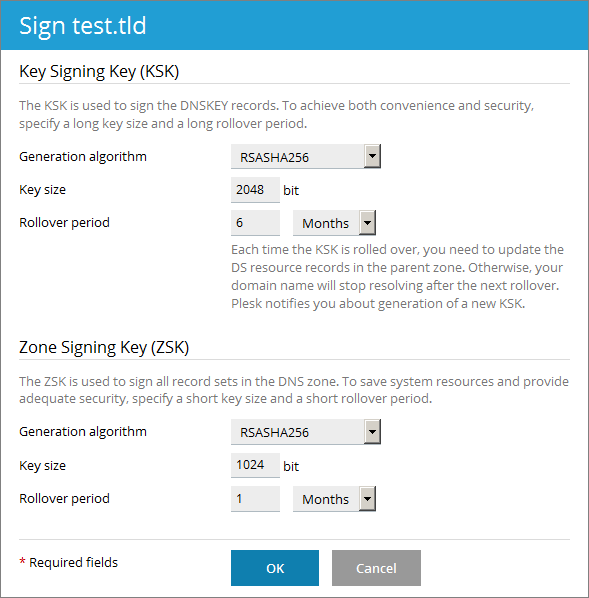 Sign test.tld
Key Signing Key (KSK)
The KSK is used to sign the DNSKEY records. To achieve both convenience and security,
specify a long key size and a long rollover period.
Generation algorithm RSASHA256
Key size 2048 bit
Rollover period 6 Months
Each time the KSK is rolled over, you need to update the
DS resource records in the parent zone. Otherwise, your
domain name will stop resolving after the next rollover.
Plesk notifies you about generation of a new KSK.
Zone Signing Key (ZSK)
The ZSK is used to sign all record sets in the DNS zone. To save system resources and provide
adequate security, specify a short key size and a short rollover period.
Generation algorithm RSASHA256
Key size 1024 bit
Rollover period 1 Months
* Required fields OK Cancel